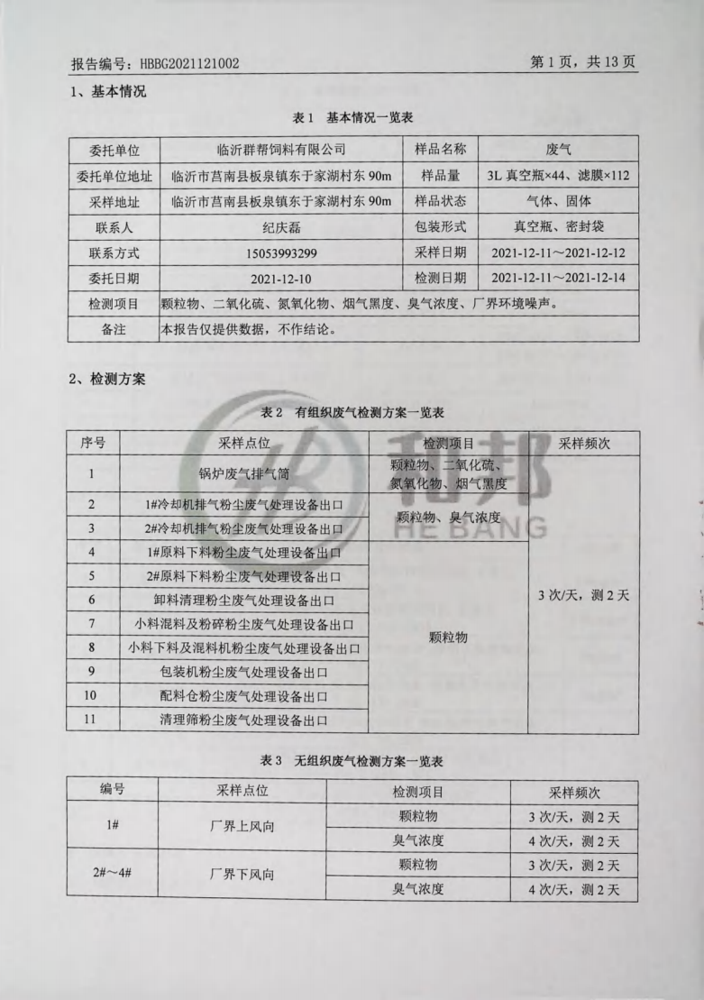 报告编号：HBBG2021121002 第 1 页，共 13 页
1、基本情况
表 1 基本情况一览表
委托单位 临沂群帮饲料有限公司 样品名称 废气
委托单位地址 临沂市莒南县板泉镇东于家湖村东 90m 样品量 3L 真空瓶×44、滤膜×112
采样地址 临沂市莒南县板泉镇东于家湖村东 90m 样品状态 气体、固体
联系人 纪庆磊 包装形式 真空瓶、密封袋
联系方式 15053993299 采样日期 2021-12-11～2021-12-12
委托日期 2021-12-10 检测日期 2021-12-11～2021-12-14
检测项目 颗粒物、二氧化硫、氮氧化物、烟气黑度、臭气浓度、厂界环境噪声。
备注 本报告仅提供数据，不作结论。
2、检测方案
表 2 有组织废气检测方案一览表
序号 采样点位 检测项目 采样频次
1 锅炉废气排气筒 颗粒物、二氧化硫、
氮氧化物、烟气黑度
2 1#冷却机排气粉尘废气处理设备出口
颗粒物、臭气浓度
3 2#冷却机排气粉尘废气处理设备出口
4 1#原料下料粉尘废气处理设备出口
5 2#原料下料粉尘废气处理设备出口
6 卸料清理粉尘废气处理设备出口 3 次/天，测 2 天
7 小料混料及粉碎粉尘废气处理设备出口
颗粒物
8 小料下料及混料机粉尘废气处理设备出口
9 包装机粉尘废气处理设备出口
10 配料仓粉尘废气处理设备出口
11 清理筛粉尘废气处理设备出口
和邦
HE BANG
表 3 无组织废气检测方案一览表
编号 采样点位 检测项目 采样频次
1# 厂界上风向 颗粒物 3 次/天，测 2 天
臭气浓度 4 次/天，测 2 天
2#～4# 厂界下风向 颗粒物 3 次/天，测 2 天
臭气浓度 4 次/天，测 2 天